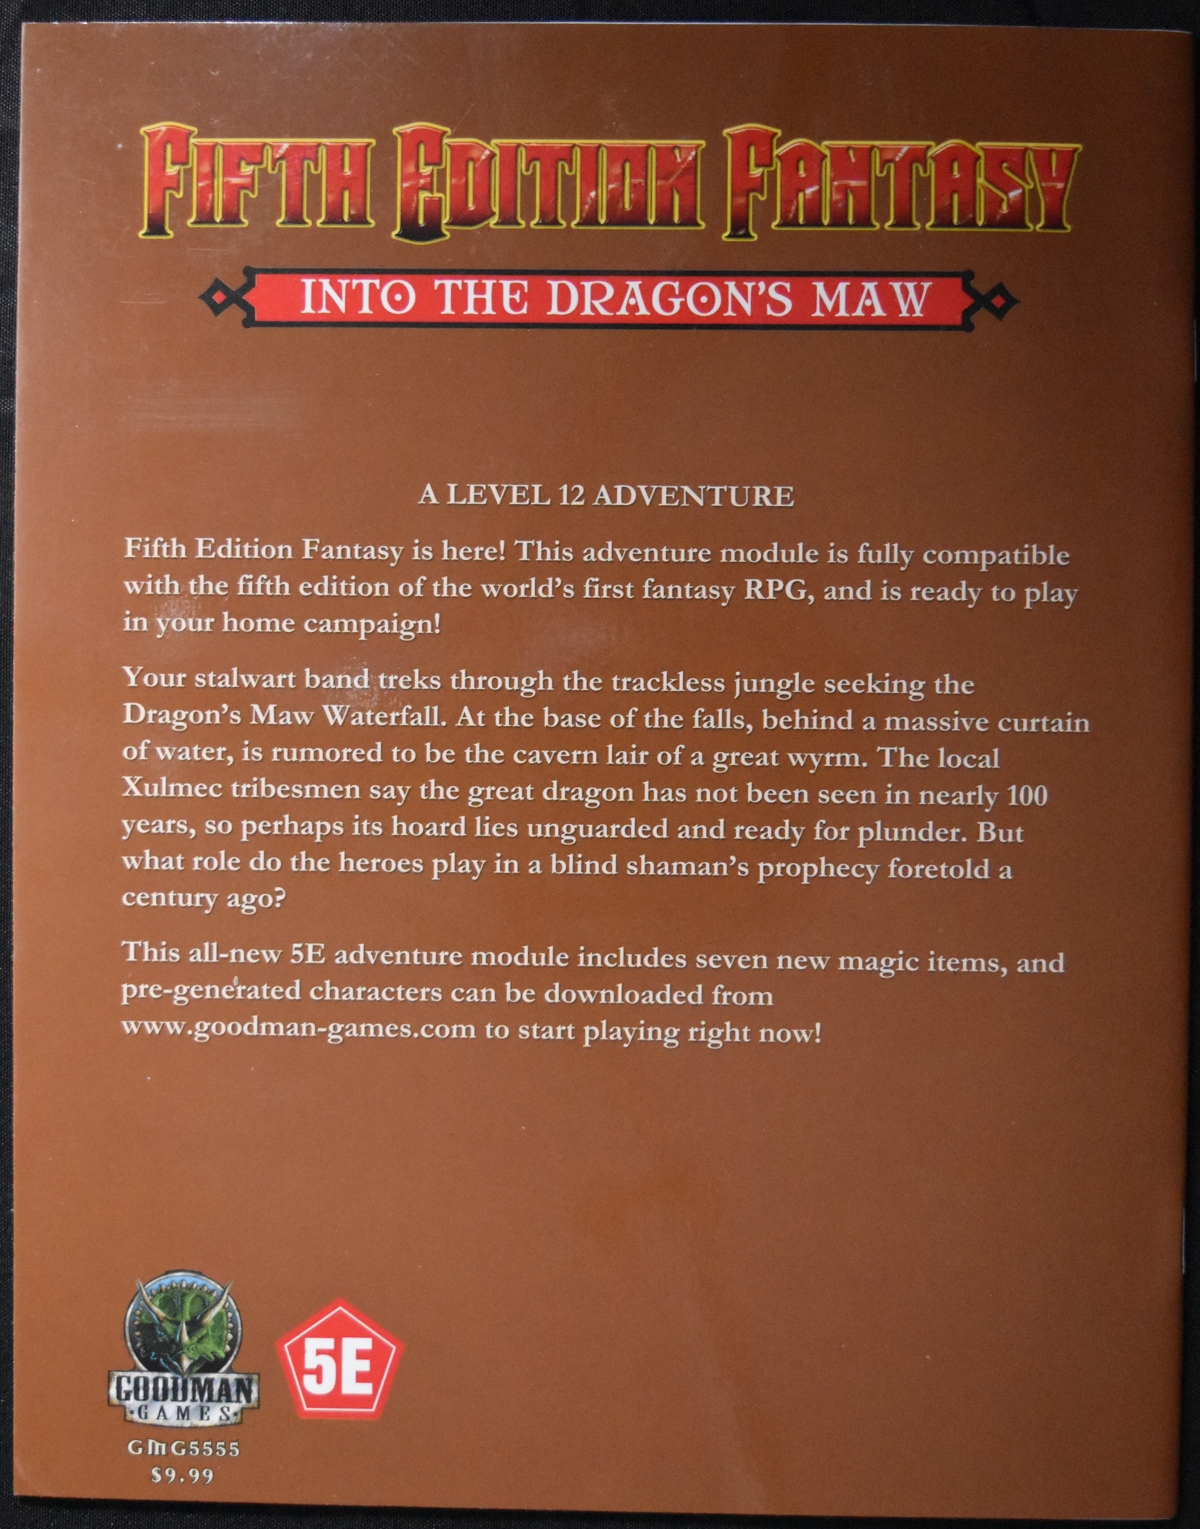 FIFTH EDITION FANTASY
INTO THE DRAGON'S MAW
A LEVEL 12 ADVENTURE
Fifth Edition Fantasy is here! This adventure module is fully compatible
with the fifth edition of the world's first fantasy RPG, and is ready to play
in your home campaign!
Your stalwart band treks through the trackless jungle seeking the
Dragon's Maw Waterfall. At the base of the falls, behind a massive curtain
of water, is rumored to be the cavern lair of a great wyrm. The local
Xulmec tribesmen say the great dragon has not been seen in nearly 100
years, so perhaps its hoard lies unguarded and ready for plunder. But
what role do the heroes play in a blind shaman's prophecy foretold a
century ago?
This all-new 5E adventure module includes seven new magic items, and
pre-generated characters can be downloaded from
www.goodman-games.com to start playing right now!
GOODMAN
·GAMES·
5E
GMG5555
$9.99